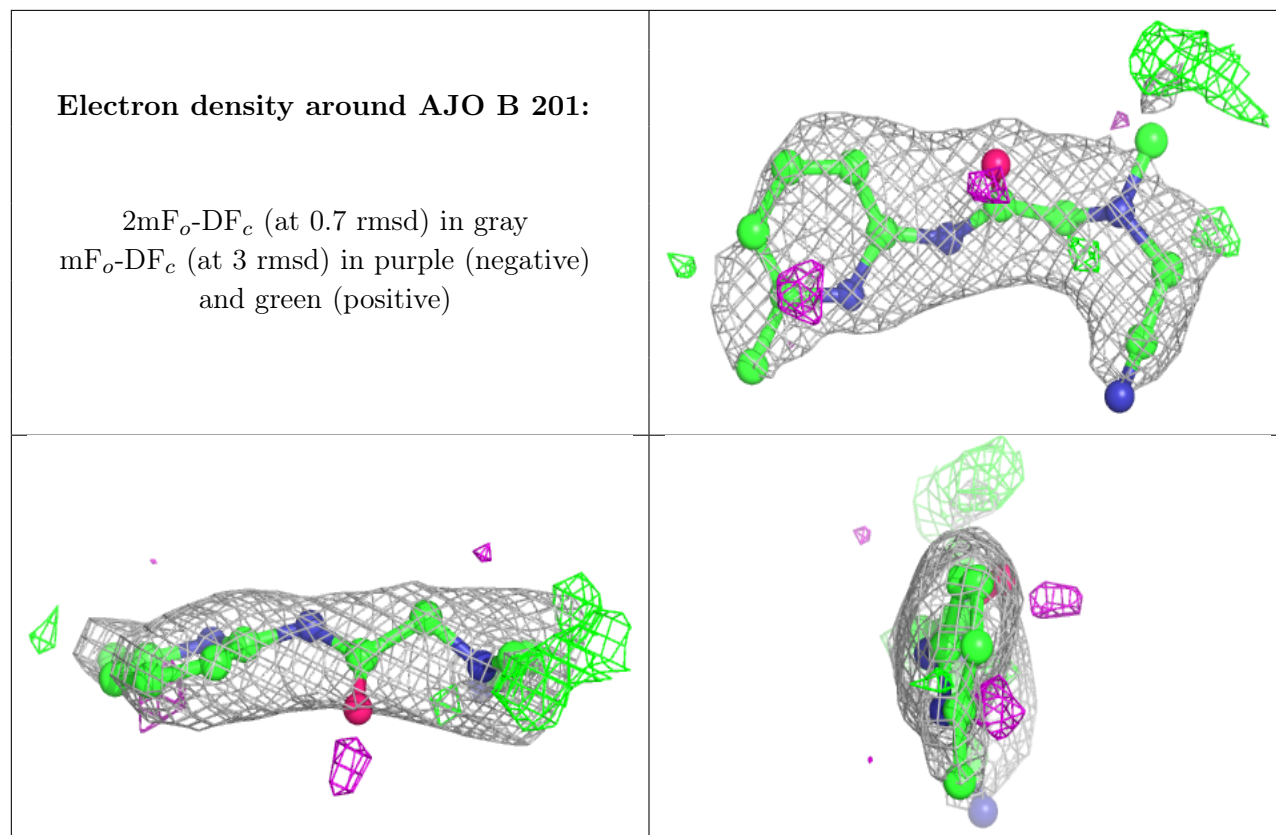 Electron density around AJO B 201:
2mFo-DFc (at 0.7 rmsd) in gray
mFo-DFc (at 3 rmsd) in purple (negative)
and green (positive)